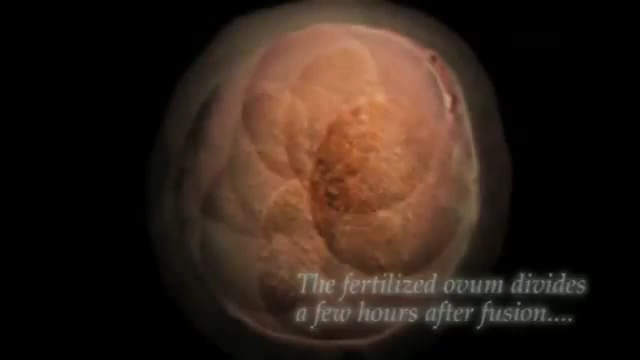 The fertilized ovum divides
a few hours after fusion....